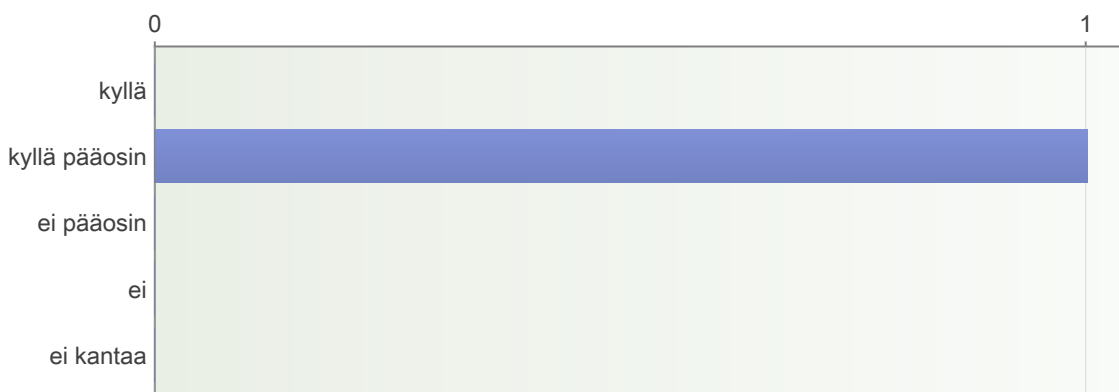 0 1
kyllä
kyllä pääosin
ei pääosin
ei
ei kantaa